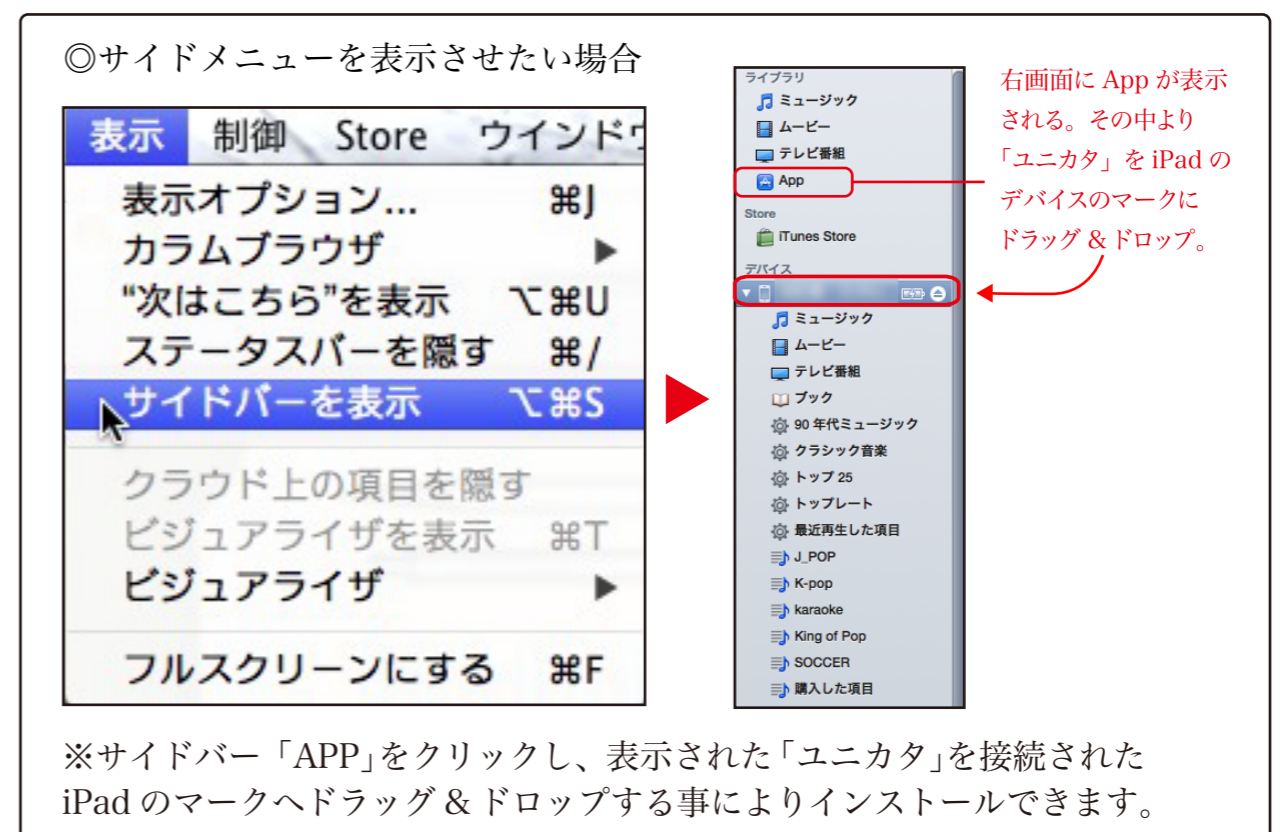 ◎サイドメニューを表示させたい場合
表示 制御 Store ウインドウ
表示オプション... ⌘J
カラムブラウザ ▶
“次はこちら”を表示 ⌥⌘U
ステータスバーを隠す ⌘/
サイドバーを表示 ⌥⌘S
クラウド上の項目を隠す
ビジュアライザを表示 ⌘T
ビジュアライザ ▶
フルスクリーンにする ⌘F
ライブラリ
ミュージック
ムービー
テレビ番組
App
Store
iTunes Store
デバイス
ミュージック
ムービー
テレビ番組
ブック
90 年代ミュージック
クラシック音楽
トップ 25
トップレート
最近再生した項目
J_POP
K-pop
karaoke
King of Pop
SOCCER
購入した項目
右画面に App が表示
される。その中より
「ユニカタ」を iPad の
デバイスのマークに
ドラッグ & ドロップ。
※サイドバー「APP」をクリックし、表示された「ユニカタ」を接続された
iPad のマークへドラッグ & ドロップする事によりインストールできます。